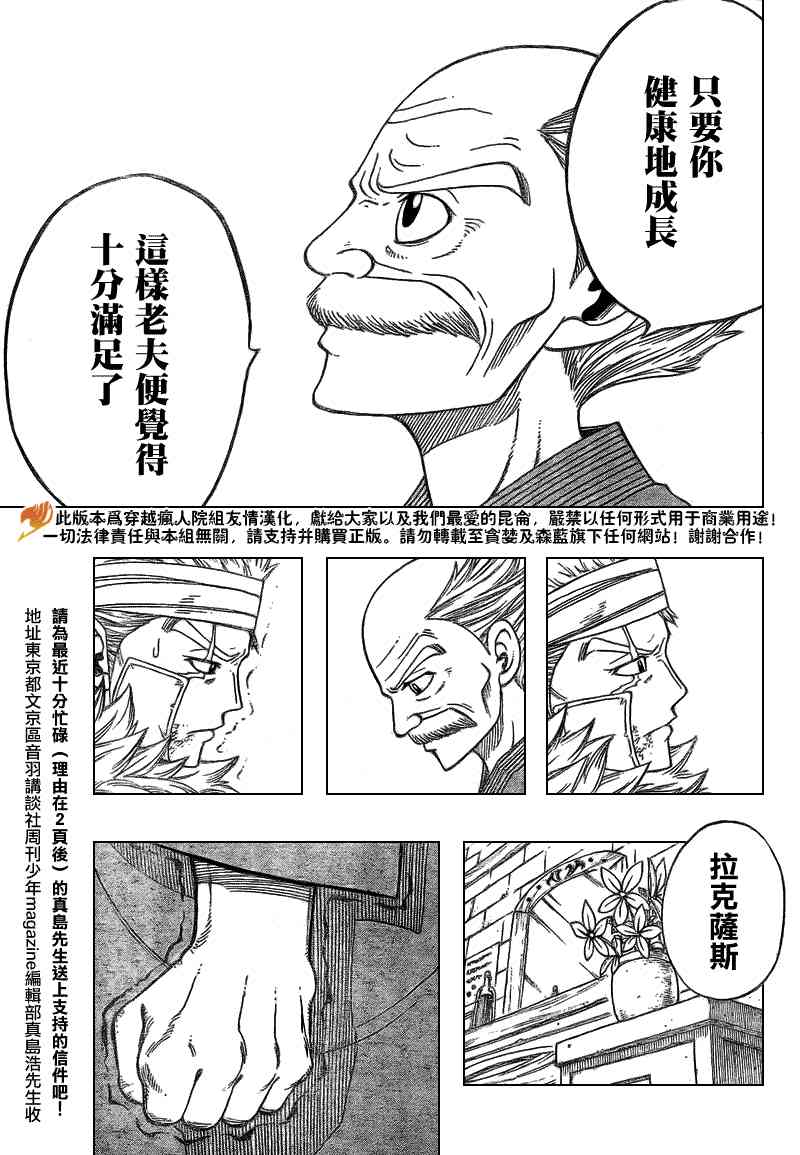 只要你
健康地成長
這樣老夫便覺得
十分滿足了
此版本爲穿越瘋人院組友情漢化，獻給大家以及我們最愛的昆侖，嚴禁以任何形式用于商業用途！
一切法律責任與本組無關，請支持并購買正版。請勿轉載至貪婪及森藍旗下任何網站！謝謝合作！
拉克薩斯
請為最近十分忙碌（理由在2頁後）的真島先生送上支持的信件吧！
地址東京都文京區音羽講談社周刊少年magazine編輯部真島浩先生收